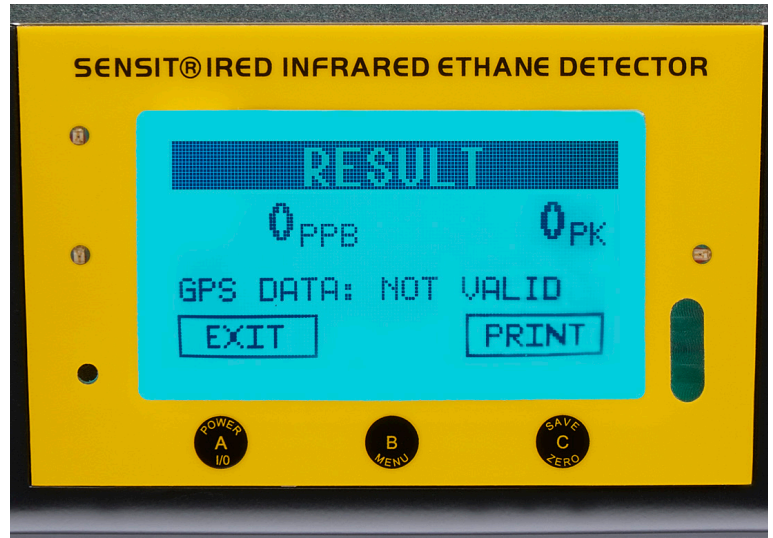 SENSIT® IRED INFRARED ETHANE DETECTOR
RESULT
0PPB 0PK
GPS DATA: NOT VALID
EXIT PRINT
POWER A I/O
B MENU
SAVE C ZERO